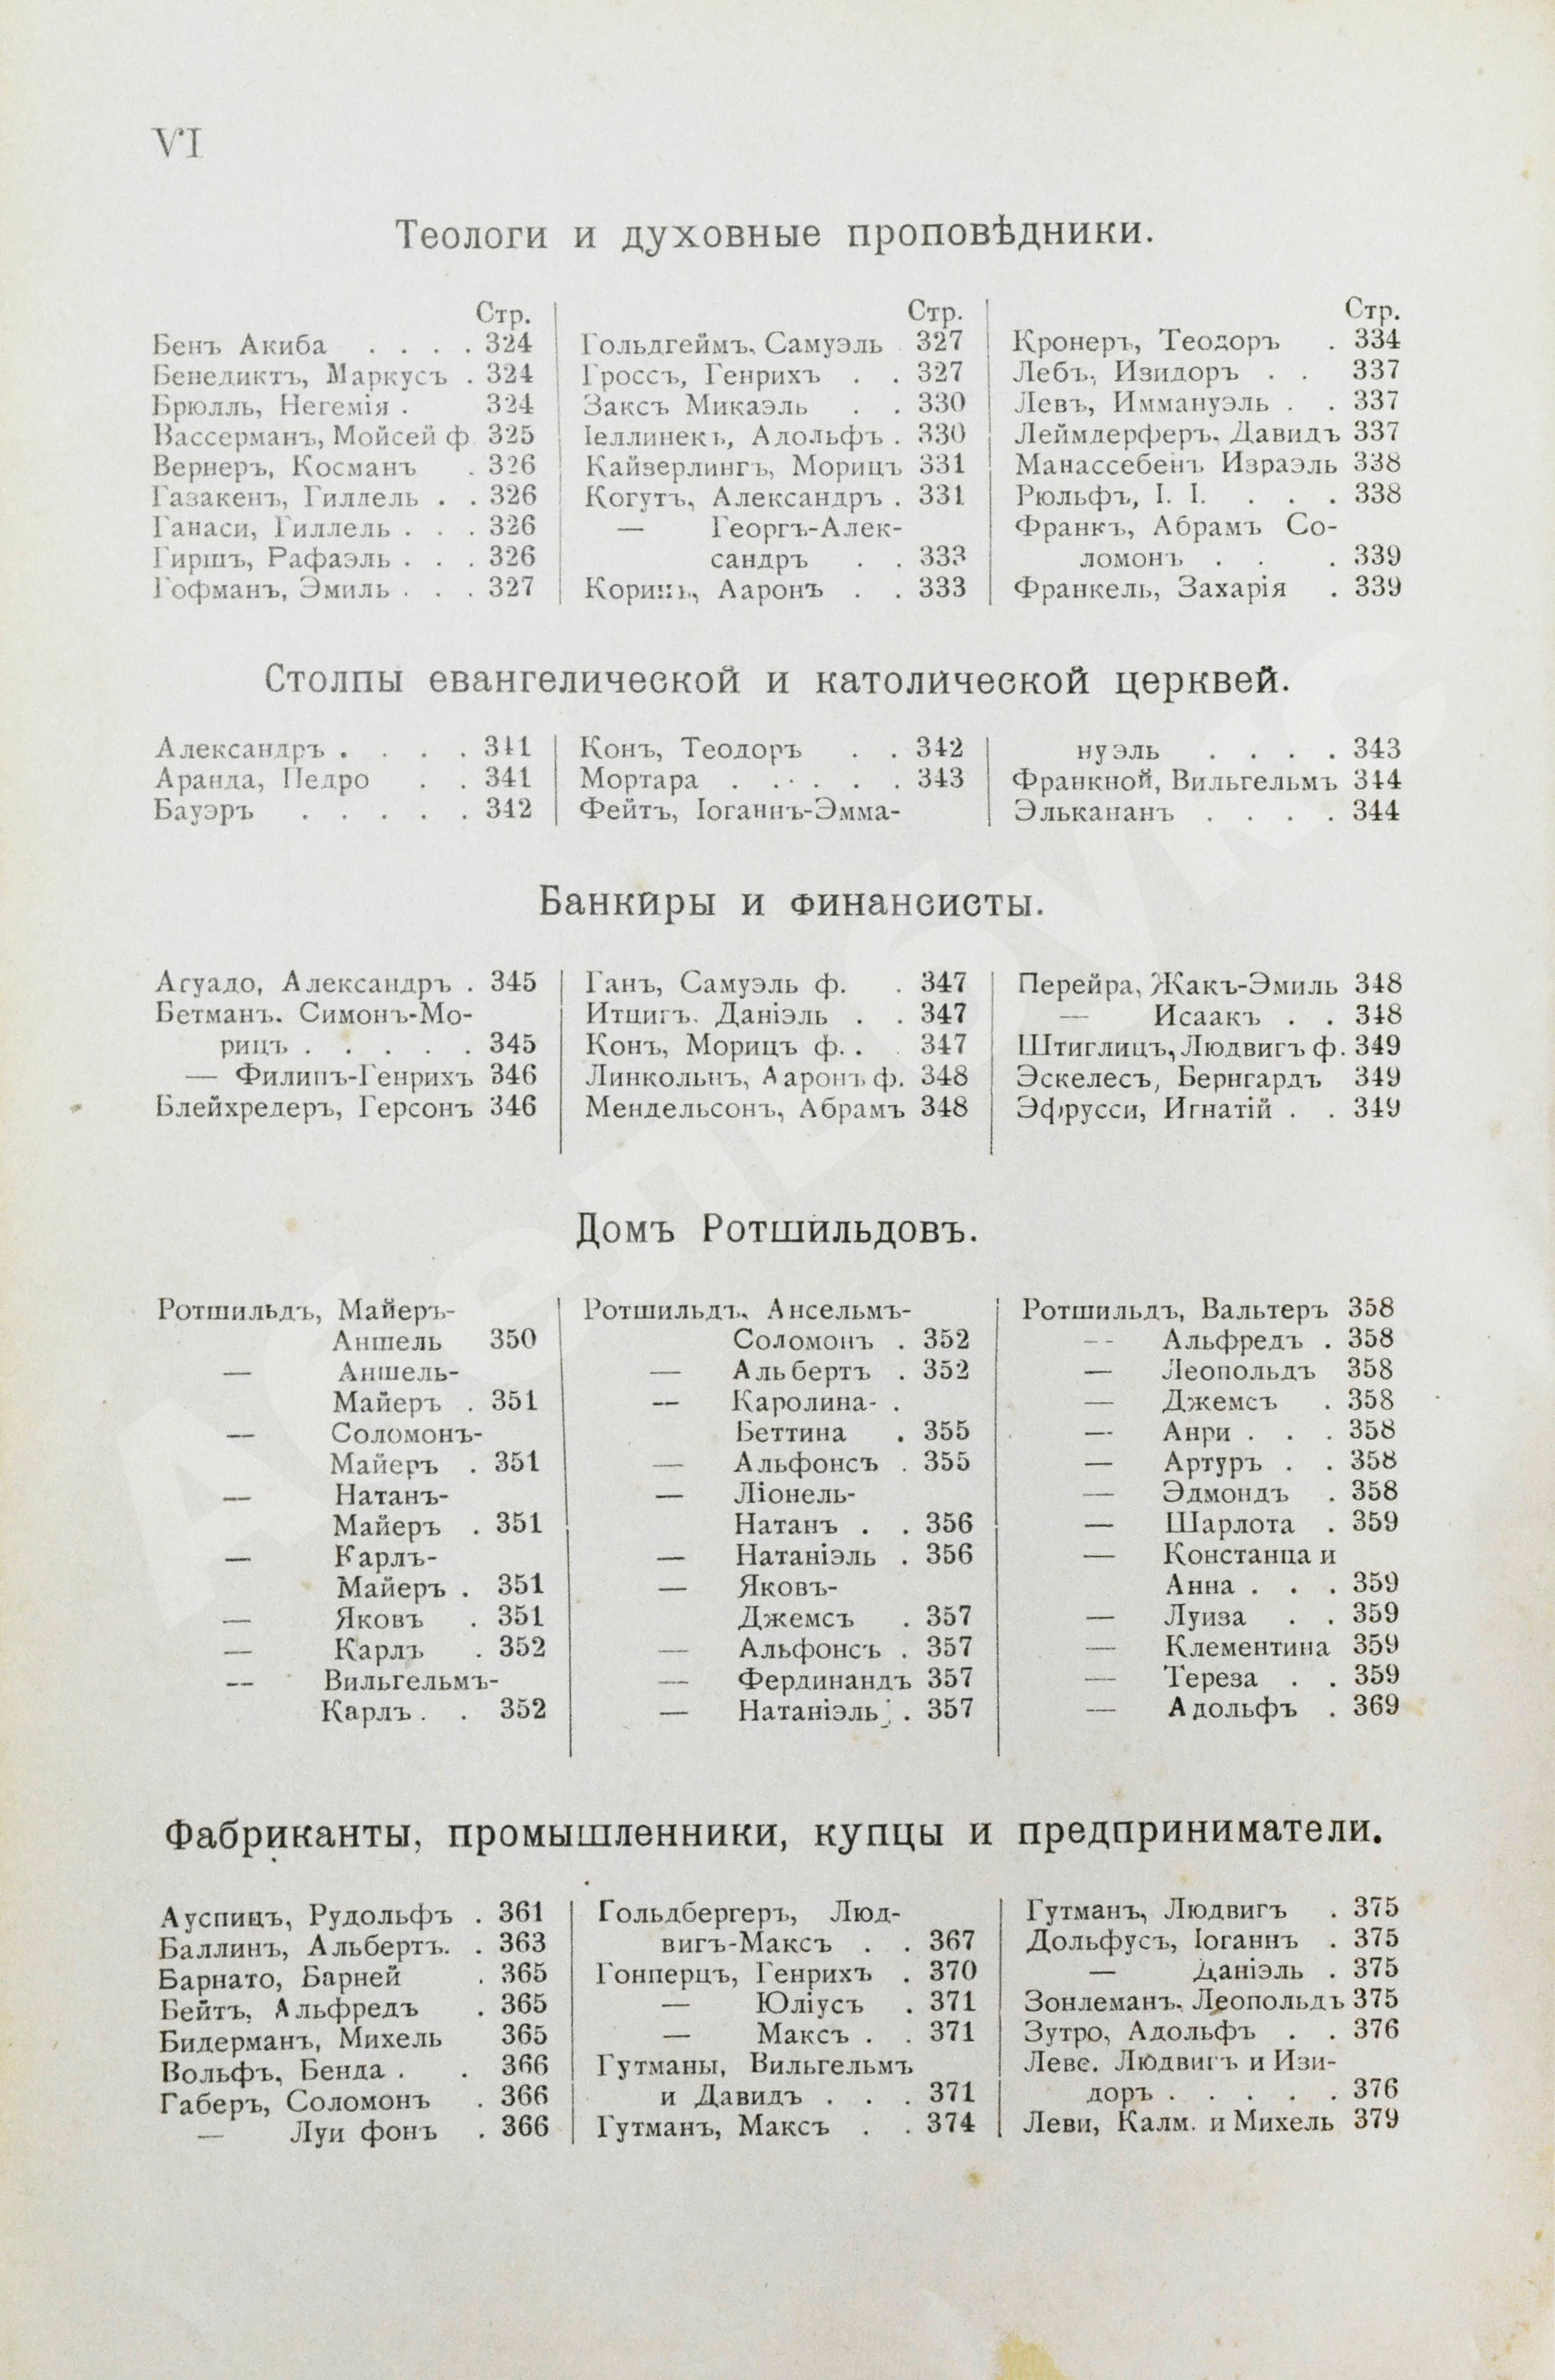 VI
Теологи и духовные проповѣдники.
Стр.
Бенъ Акиба . . . . 324
Бенедиктъ, Маркусъ . 324
Брюлль, Негемія . 324
Вассерманъ, Мойсей ф. 325
Вернеръ, Косманъ . 326
Газакенъ, Гиллель . . 326
Ганаси, Гиллель . . . 326
Гиршъ, Рафаэль . . . 326
Гофманъ, Эмиль . . . 327
Стр.
Гольдгеймъ, Самуэль . 327
Гроссъ, Генрихъ . . 327
Заксъ Микаэль . . 330
Іеллинекъ, Адольфъ . 330
Кайзерлингъ, Морицъ 331
Когутъ, Александръ . 331
— Георгъ-Алек-
сандръ . . 333
Коринъ, Ааронъ . . 333
Стр.
Кронеръ, Теодоръ . 334
Лебъ, Изидоръ . . 337
Левъ, Иммануэль . . 337
Леймдерферъ, Давидъ 337
Манассебенъ Израэль 338
Рюльфъ, I. I. . . . 338
Франкъ, Абрамъ Со-
ломонъ . . . 339
Франкель, Захарія . 339
Столпы евангелической и католической церквей.
Александръ . . . . 341
Аранда, Педро . . 341
Бауэръ . . . . . 342
Конъ, Теодоръ . . 342
Мортара . . . . . 343
Фейтъ, Іоганнъ-Эмма-
нуэль . . . . 343
Франкной, Вильгельмъ 344
Эльканaнъ . . . . 344
Банкиры и финансисты.
Агуадо, Александръ . 345
Бетманъ. Симонъ-Мо-
рицъ . . . . . 345
— Филипъ-Генрихъ 346
Блейхредеръ, Герсонъ 346
Ганъ, Самуэль ф. . 347
Итцигъ. Даніэль . . 347
Конъ, Морицъ ф. . . 347
Линкольнъ, Ааронъ ф. 348
Мендельсонъ, Абрамъ 348
Перейра, Жакъ-Эмиль 348
— Исаакъ . . 348
Штиглицъ, Людвигъ ф. 349
Эскелесъ, Бернгардъ 349
Эфрусси, Игнатій . . 349
Домъ Ротшильдовъ.
Ротшильдъ, Майеръ-
Аншель 350
— Аншель-
Майеръ . 351
— Соломонъ-
Майеръ . 351
— Натанъ-
Майеръ . 351
— Карлъ-
Майеръ . 351
— Яковъ . 351
— Карлъ . 352
— Вильгельмъ-
Карлъ . . 352
Ротшильдъ, Ансельмъ-
Соломонъ . 352
— Альбертъ . 352
— Каролина- .
Беттина . 355
— Альфонсъ . 355
— Ліонель-
Натанъ . . 356
— Натаніэль . 356
— Яковъ-
Джемсъ . 357
— Альфонсъ . 357
— Фердинандъ 357
— Натаніэль . 357
Ротшильдъ, Вальтеръ 358
— Альфредъ . 358
— Леопольдъ 358
— Джемсъ . 358
— Анри . . . 358
— Артуръ . . 358
— Эдмондъ . 358
— Шарлота . 359
— Констанца и
Анна . . . 359
— Луиза . . 359
— Клементина 359
— Тереза . . 359
— Адольфъ . 369
Фабриканты, промышленники, купцы и предприниматели.
Ауспицъ, Рудольфъ . 361
Баллинъ, Альбертъ. . 363
Барнато, Барней . 365
Бейтъ, Альфредъ . 365
Бидерманъ, Михель 365
Вольфъ, Бенда . . 366
Габеръ, Соломонъ . 366
— Луи фонъ . 366
Гольдбергеръ, Люд-
вигъ-Максъ . . 367
Гонперцъ, Генрихъ . 370
— Юліусъ . 371
— Максъ . . 371
Гутманы, Вильгельмъ
и Давидъ . . . 371
Гутманъ, Максъ . . 374
Гутманъ, Людвигъ . 375
Дольфусъ, Іоганнъ . 375
— Даніэль . 375
Зонлеманъ, Леопольдъ 375
Зутро, Адольфъ . . 376
Леве. Людвигъ и Изи-
доръ . . . . . 376
Леви, Калм. и Михель 379